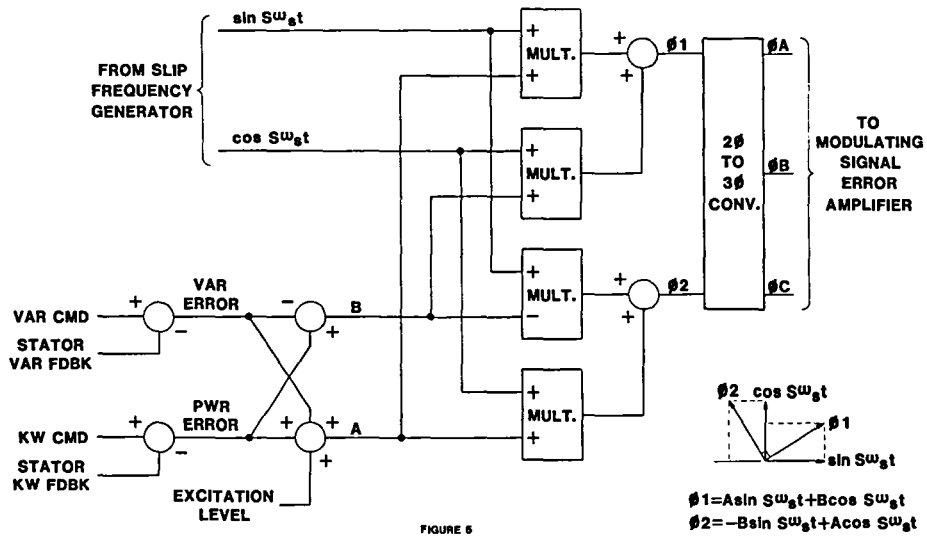 sin Sωst
FROM SLIP
FREQUENCY
GENERATOR
cos Sωst
+
+
MULT.
+
+
MULT.
+
+
Ø1
+
−
MULT.
+
+
MULT.
+
+
Ø2
2Ø
TO
3Ø
CONV.
ØA
ØB
ØC
TO
MODULATING
SIGNAL
ERROR
AMPLIFIER
VAR CMD
+
−
STATOR
VAR FDBK
VAR
ERROR
−
+
B
KW CMD
+
−
STATOR
KW FDBK
PWR
ERROR
+
+
+
A
EXCITATION
LEVEL
Ø2
cos Sωst
Ø1
sin Sωst
Ø1=Asin Sωst+Bcos Sωst
Ø2=-Bsin Sωst+Acos Sωst
FIGURE 5